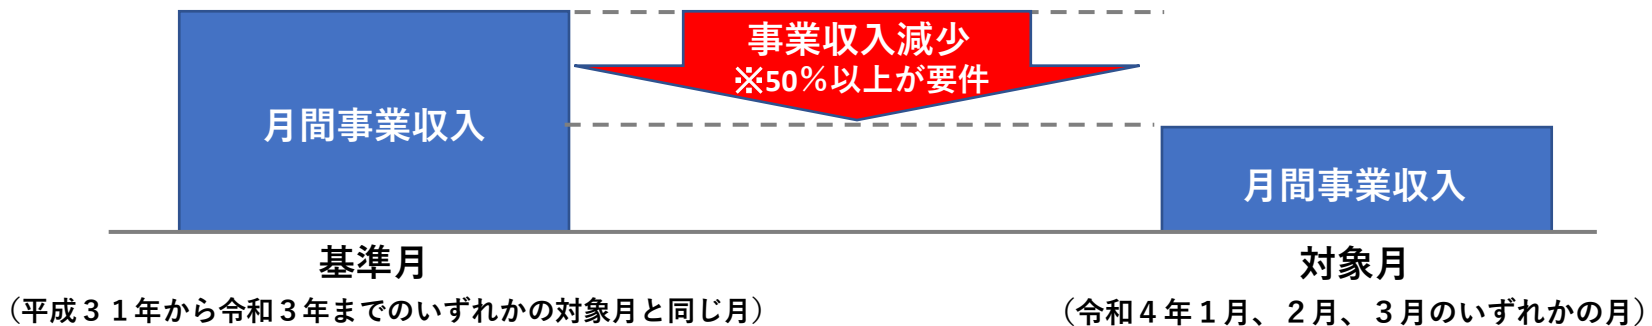 事業収入減少
※50％以上が要件
月間事業収入
月間事業収入
基準月
対象月
（平成３１年から令和３年までのいずれかの対象月と同じ月）
（令和４年１月、２月、３月のいずれかの月）